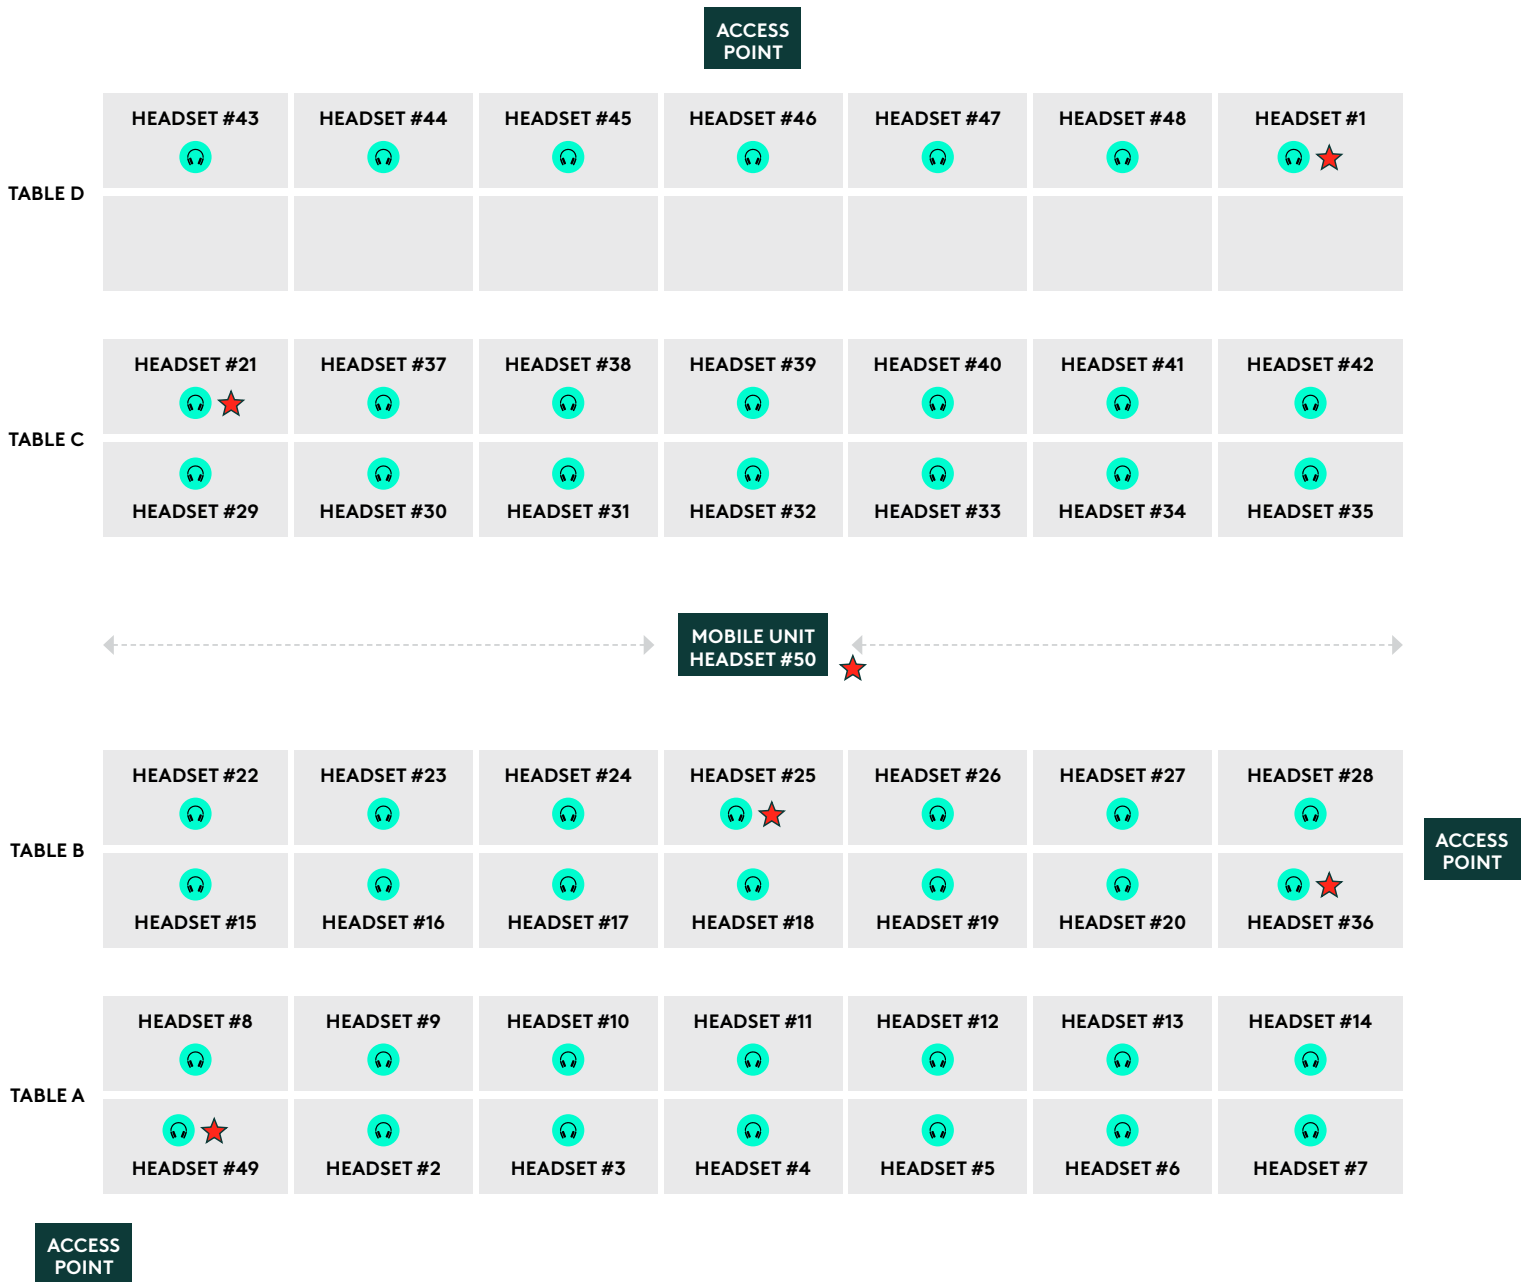 ACCESS
POINT
HEADSET #43
HEADSET #44
HEADSET #45
HEADSET #46
HEADSET #47
HEADSET #48
HEADSET #1
TABLE D
HEADSET #21
HEADSET #37
HEADSET #38
HEADSET #39
HEADSET #40
HEADSET #41
HEADSET #42
TABLE C
HEADSET #29
HEADSET #30
HEADSET #31
HEADSET #32
HEADSET #33
HEADSET #34
HEADSET #35
MOBILE UNIT
HEADSET #50
HEADSET #22
HEADSET #23
HEADSET #24
HEADSET #25
HEADSET #26
HEADSET #27
HEADSET #28
TABLE B
ACCESS
POINT
HEADSET #15
HEADSET #16
HEADSET #17
HEADSET #18
HEADSET #19
HEADSET #20
HEADSET #36
HEADSET #8
HEADSET #9
HEADSET #10
HEADSET #11
HEADSET #12
HEADSET #13
HEADSET #14
TABLE A
HEADSET #49
HEADSET #2
HEADSET #3
HEADSET #4
HEADSET #5
HEADSET #6
HEADSET #7
ACCESS
POINT